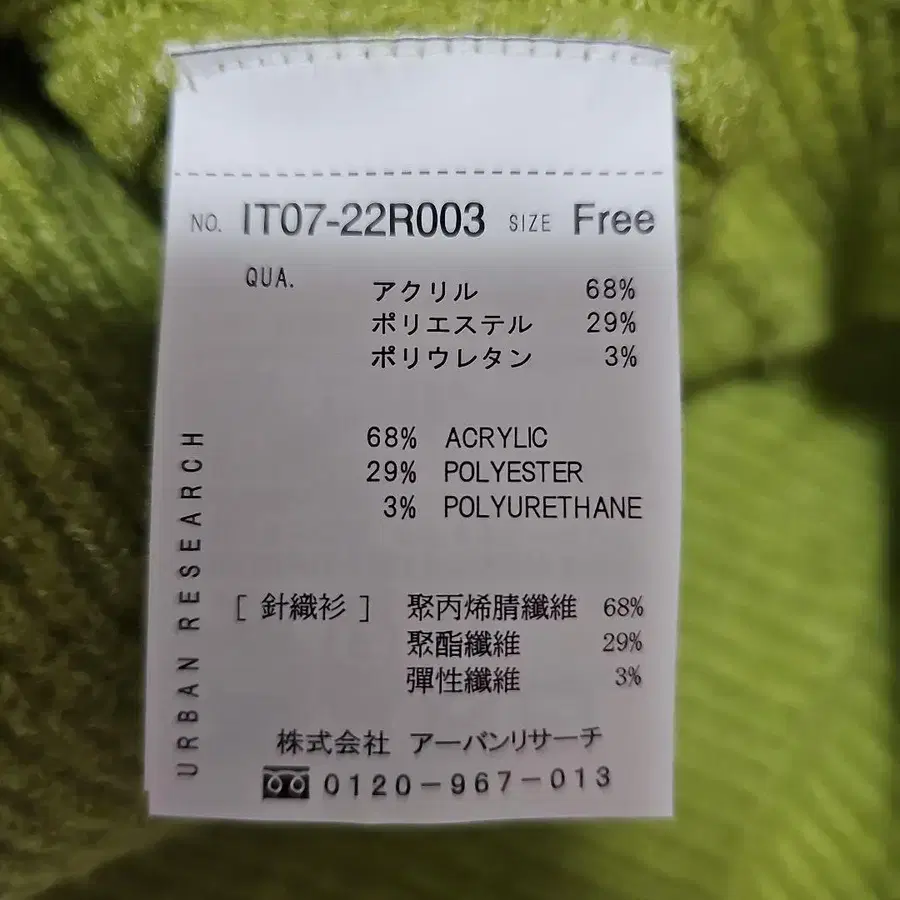 NO. IT07-22R003 SIZE Free
QUA.
アクリル 68%
ポリエステル 29%
ポリウレタン 3%
68% ACRYLIC
29% POLYESTER
3% POLYURETHANE
[ 針織衫 ] 聚丙烯腈纖維 68%
聚酯纖維 29%
彈性纖維 3%
株式会社 アーバンリサーチ
0120-967-013
URBAN RESEARCH